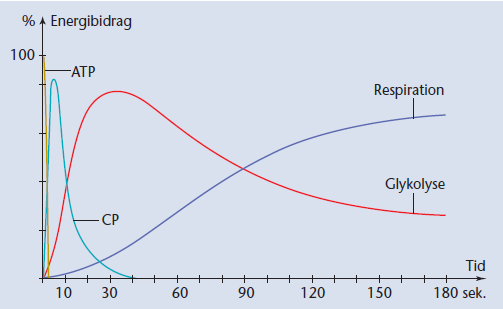 % Energibidrag
100
ATP
Respiration
Glykolyse
CP
Tid
10 30 60 90 120 150 180 sek.